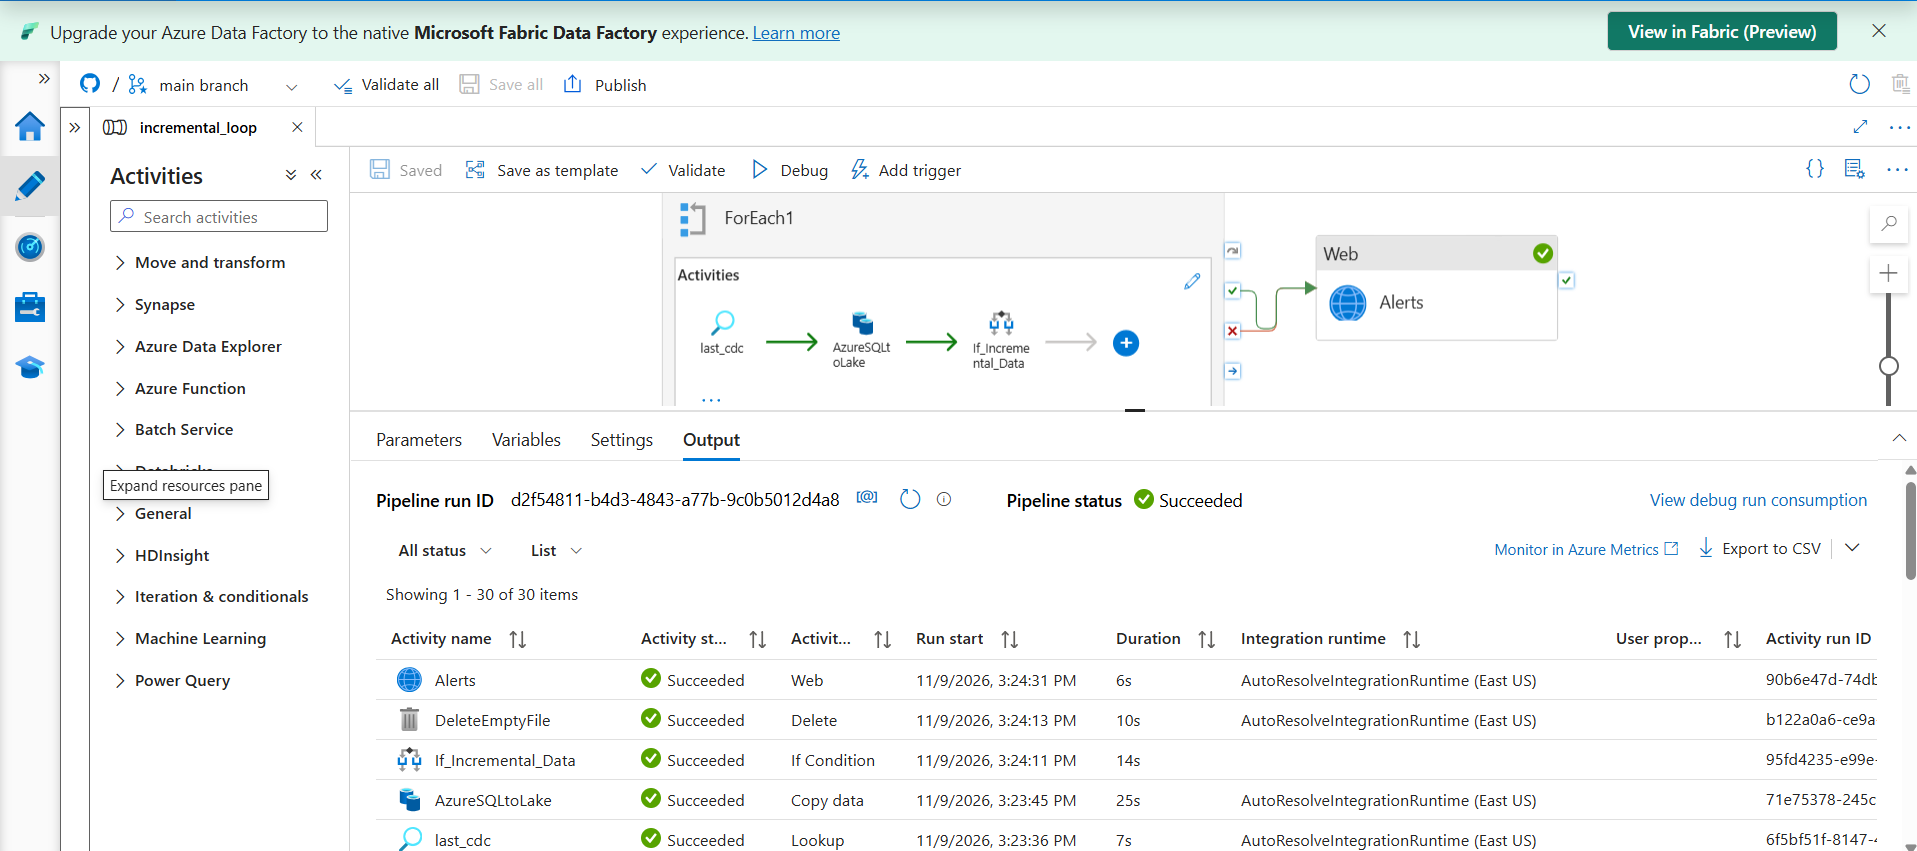 Upgrade your Azure Data Factory to the native Microsoft Fabric Data Factory experience. Learn more
View in Fabric (Preview)
/ main branch
Validate all
Save all
Publish
incremental_loop
Activities
Search activities
Move and transform
Synapse
Azure Data Explorer
Azure Function
Batch Service
Databricks
Expand resources pane
General
HDInsight
Iteration & conditionals
Machine Learning
Power Query
Saved
Save as template
Validate
Debug
Add trigger
ForEach1
Activities
last_cdc
AzureSQLt
oLake
If_Increme
ntal_Data
...
Web
Alerts
Parameters
Variables
Settings
Output
Pipeline run ID d2f54811-b4d3-4843-a77b-9c0b5012d4a8
Pipeline status Succeeded
View debug run consumption
All status
List
Monitor in Azure Metrics
Export to CSV
Showing 1 - 30 of 30 items
Activity name Activity st... Activit... Run start Duration Integration runtime User prop... Activity run ID
Alerts Succeeded Web 11/9/2026, 3:24:31 PM 6s AutoResolveIntegrationRuntime (East US) 90b6e47d-74db
DeleteEmptyFile Succeeded Delete 11/9/2026, 3:24:13 PM 10s AutoResolveIntegrationRuntime (East US) b122a0a6-ce9a
If_Incremental_Data Succeeded If Condition 11/9/2026, 3:24:11 PM 14s 95fd4235-e99e-
AzureSQLtoLake Succeeded Copy data 11/9/2026, 3:23:45 PM 25s AutoResolveIntegrationRuntime (East US) 71e75378-245c
last_cdc Succeeded Lookup 11/9/2026, 3:23:36 PM 7s AutoResolveIntegrationRuntime (East US) 6f5bf51f-8147-4